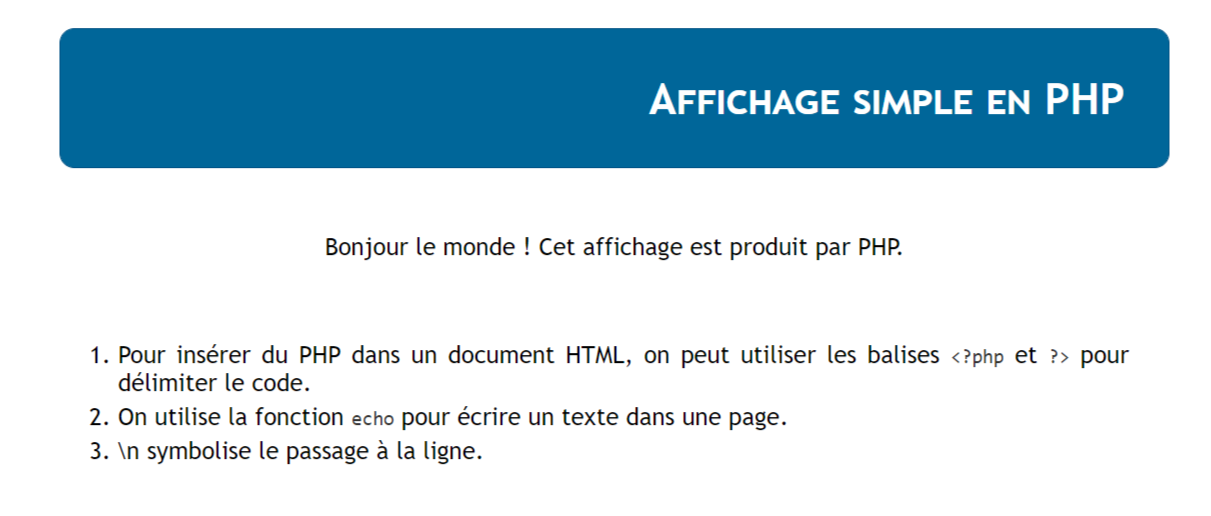 Affichage simple en PHP
Bonjour le monde ! Cet affichage est produit par PHP.
1. Pour insérer du PHP dans un document HTML, on peut utiliser les balises <?php et ?> pour
délimiter le code.
2. On utilise la fonction echo pour écrire un texte dans une page.
3. \n symbolise le passage à la ligne.